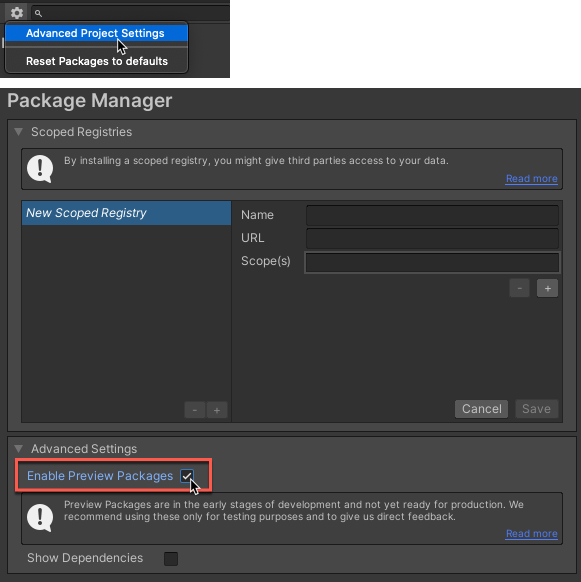 Advanced Project Settings
Reset Packages to defaults
Package Manager
Scoped Registries
By installing a scoped registry, you might give third parties access to your data.
Read more
New Scoped Registry
Name
URL
Scope(s)
- +
- +
Cancel Save
Advanced Settings
Enable Preview Packages
Preview Packages are in the early stages of development and not yet ready for production. We
recommend using these only for testing purposes and to give us direct feedback.
Read more
Show Dependencies